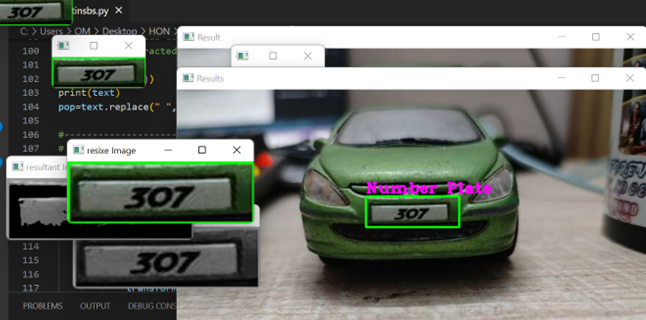 tinsbs.py
C: > Users > OM > Desktop > HON
Result
100
racted
101
307
102
103 print(text)
104 pop=text.replace(" ",
105
106 #
107 #
Results
resixe Image
resultant I
307
Number Plate
307
307
114
115
116
117
PROBLEMS OUTPUT DEBUG CONS
307